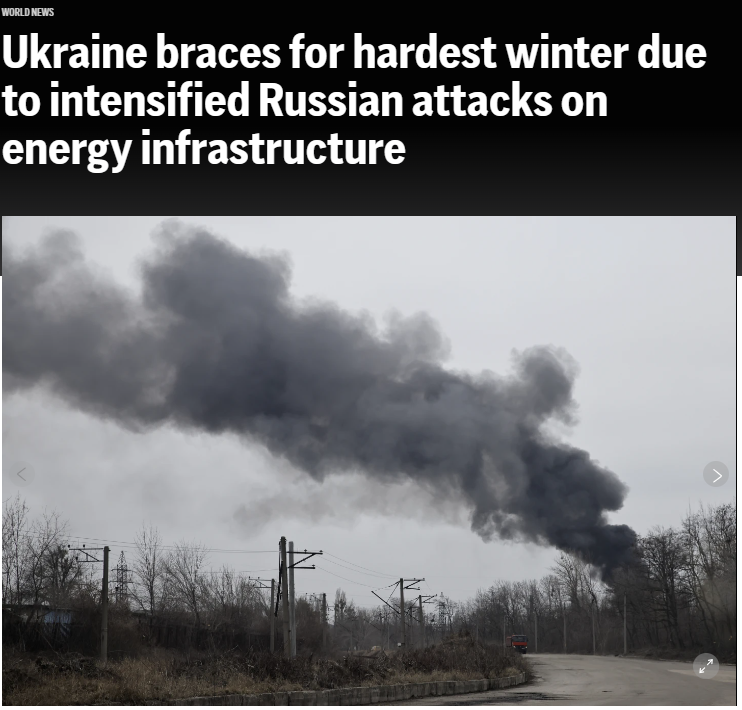 WORLD NEWS
Ukraine braces for hardest winter due
to intensified Russian attacks on
energy infrastructure